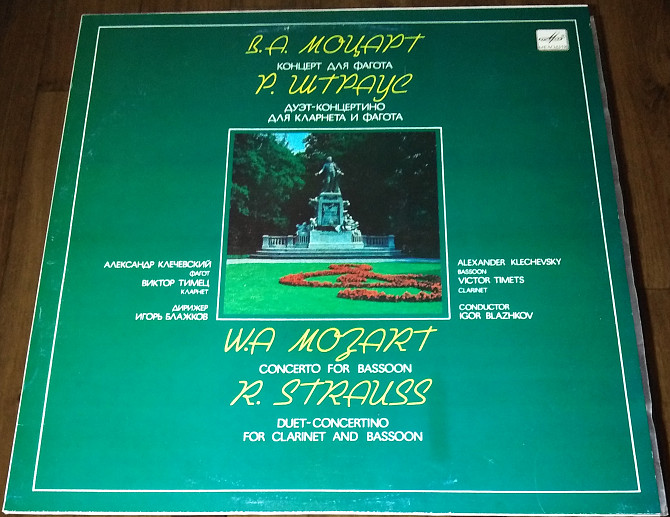 В.А. МОЦАРТ
КОНЦЕРТ ДЛЯ ФАГОТА
Р. ШТРАУС
ДУЭТ-КОНЦЕРТИНО
ДЛЯ КЛАРНЕТА И ФАГОТА
АЛЕКСАНДР КЛЕЧЕВСКИЙ
ФАГОТ
ВИКТОР ТИМЕЦ
КЛАРНЕТ
ДИРИЖЕР
ИГОРЬ БЛАЖКОВ
ALEXANDER KLECHEVSKY
BASSOON
VICTOR TIMETS
CLARINET
CONDUCTOR
IGOR BLAZHKOV
W.A MOZART
CONCERTO FOR BASSOON
R. STRAUSS
DUET-CONCERTINO
FOR CLARINET AND BASSOON